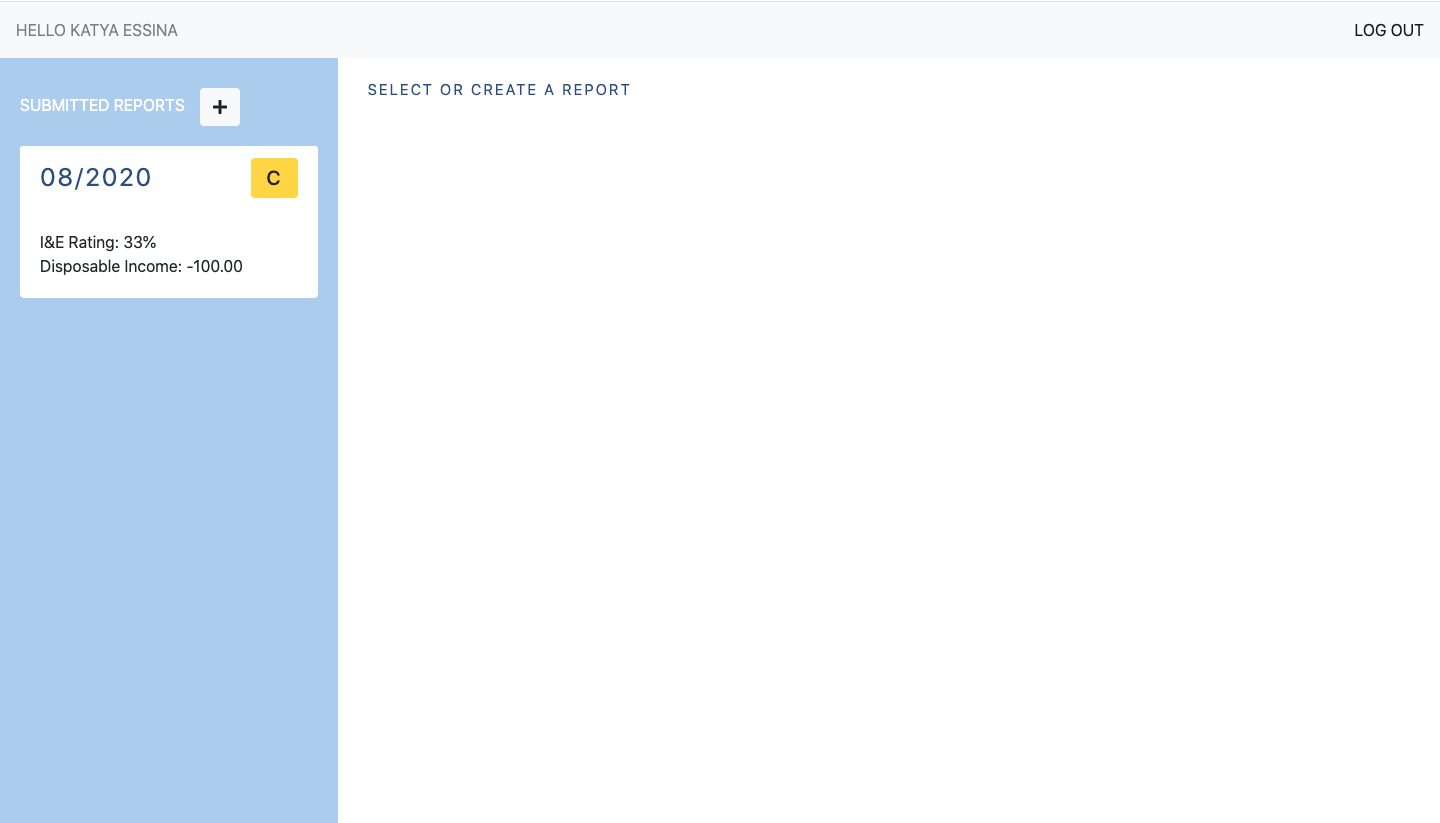 HELLO KATYA ESSINA
LOG OUT
SUBMITTED REPORTS +
SELECT OR CREATE A REPORT
08/2020
C
I&E Rating: 33%
Disposable Income: -100.00